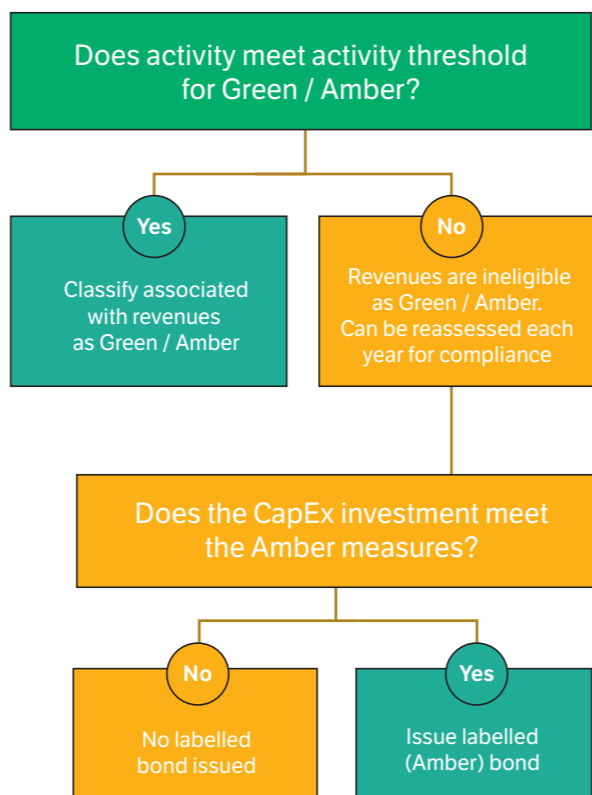 Does activity meet activity threshold
for Green / Amber?
Yes
Classify associated
with revenues
as Green / Amber
No
Revenues are ineligible
as Green / Amber.
Can be reassessed each
year for compliance
Does the CapEx investment meet
the Amber measures?
No
No labelled
bond issued
Yes
Issue labelled
(Amber) bond